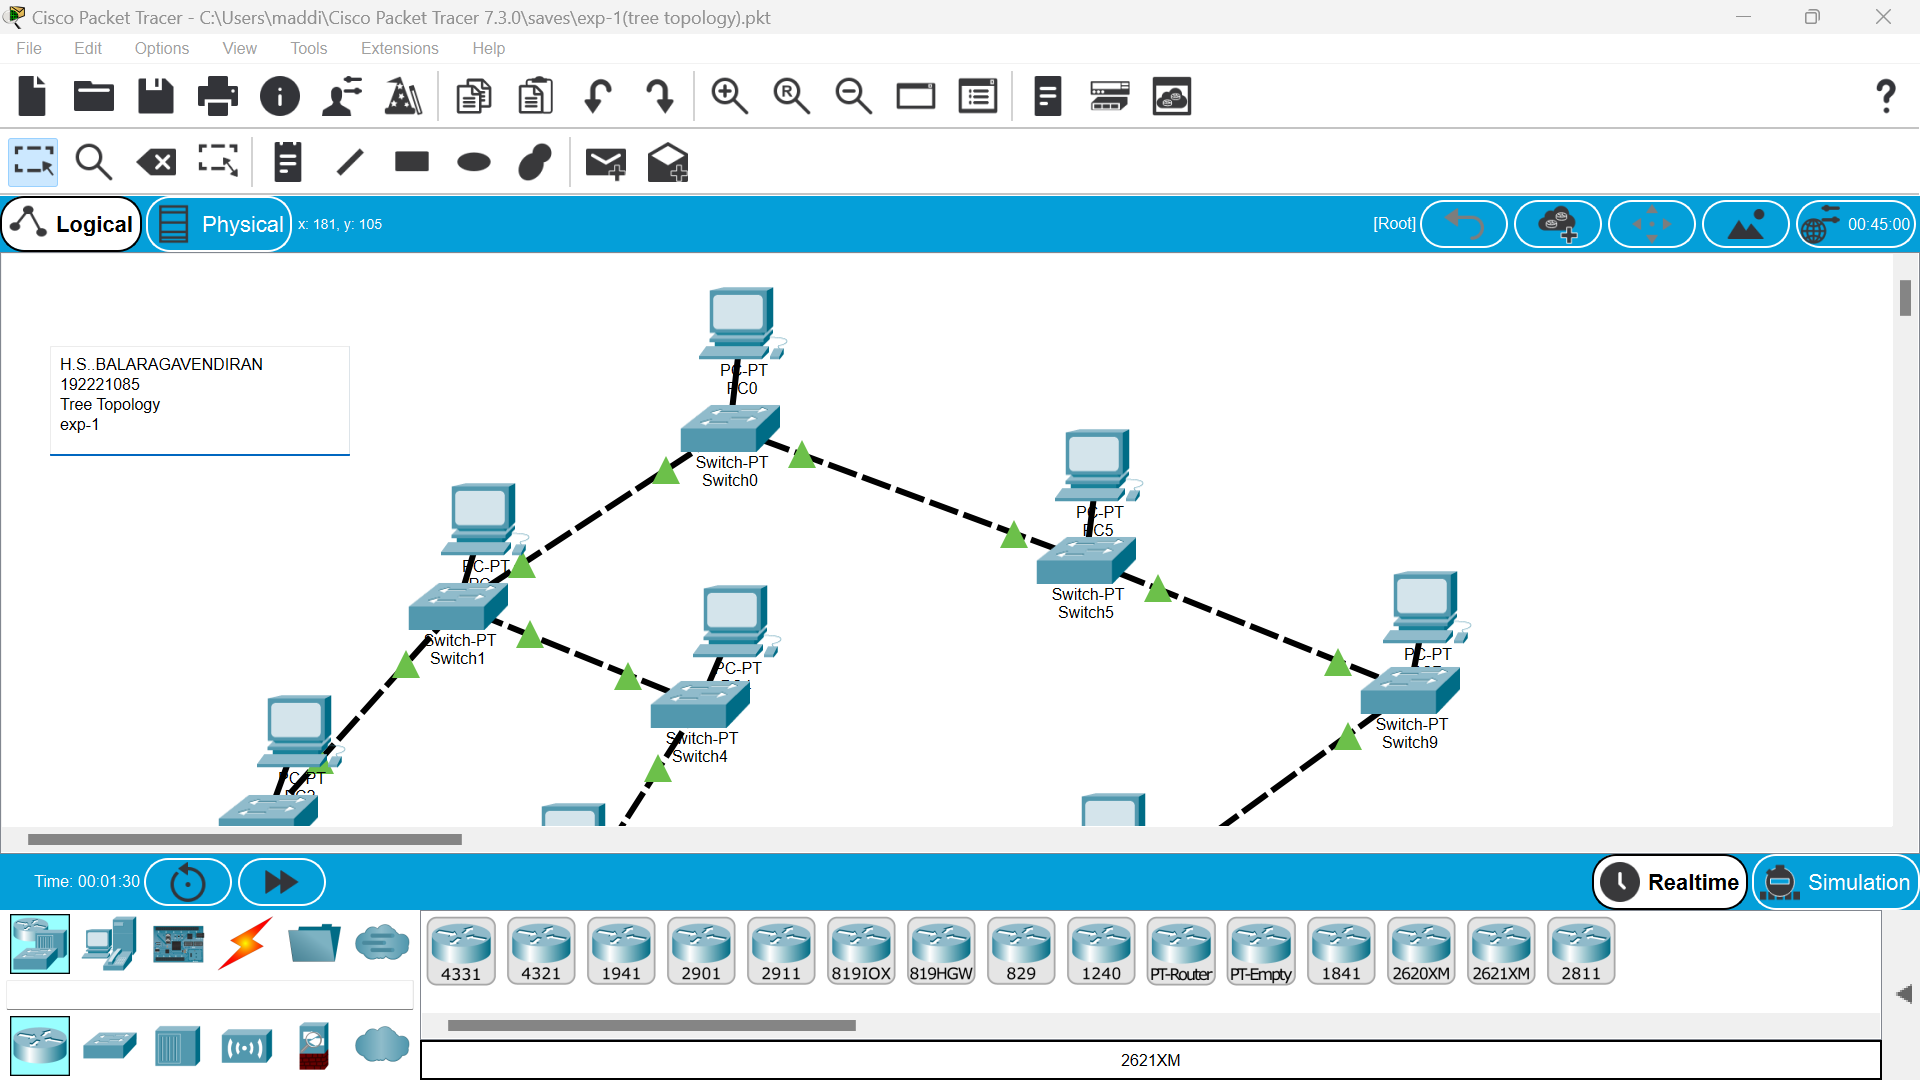 Cisco Packet Tracer - C:\Users\maddi\Cisco Packet Tracer 7.3.0\saves\exp-1(tree topology).pkt
File Edit Options View Tools Extensions Help
Logical Physical x: 181, y: 105 [Root] 00:45:00
H.S..BALARAGAVENDIRAN
192221085
Tree Topology
exp-1
PC-PT
PC0
Switch-PT
Switch0
PC-PT
PC5
Switch-PT
Switch5
PC-PT
Switch-PT
Switch1
PC-PT
Switch-PT
Switch4
PC-PT
Switch-PT
Switch9
PC-PT
Time: 00:01:30 Realtime Simulation
4331 4321 1941 2901 2911 819IOX 819HGW 829 1240 PT-Router PT-Empty 1841 2620XM 2621XM 2811
2621XM